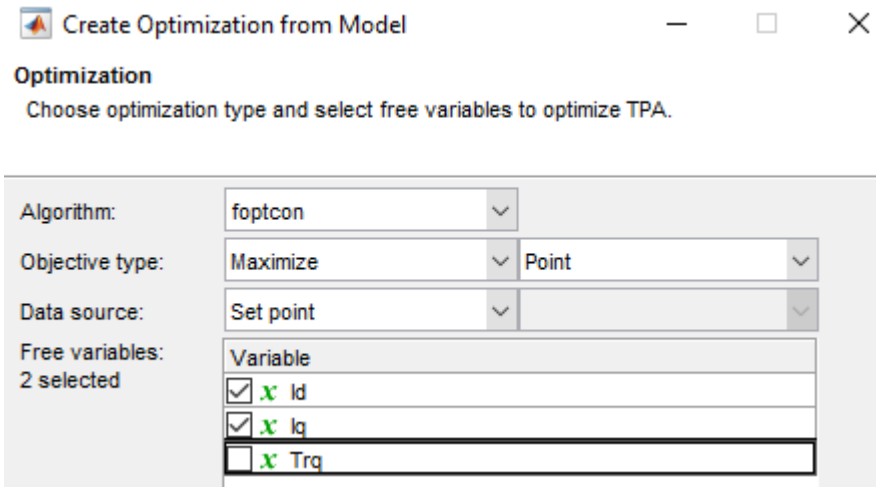 Create Optimization from Model
Optimization
Choose optimization type and select free variables to optimize TPA.
Algorithm: foptcon
Objective type: Maximize Point
Data source: Set point
Free variables: Variable
2 selected
x Id
x Iq
x Trq